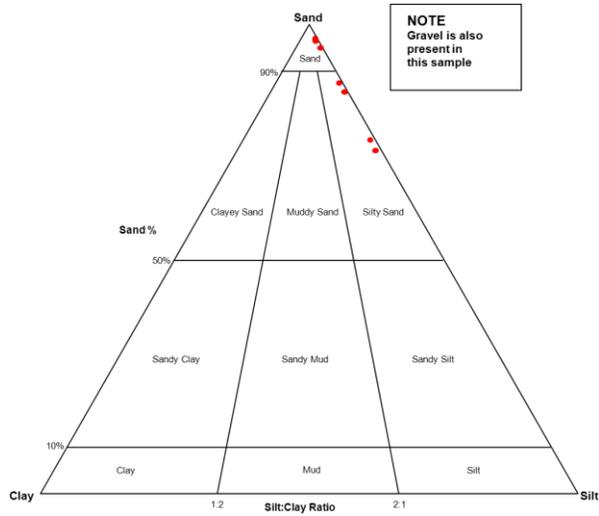 Sand
NOTE
Gravel is also
present in
this sample
Sand
90%
Clayey Sand
Muddy Sand
Silty Sand
Sand %
50%
Sandy Clay
Sandy Mud
Sandy Silt
10%
Clay
Mud
Silt
Clay
Silt
1:2
Silt:Clay Ratio
2:1